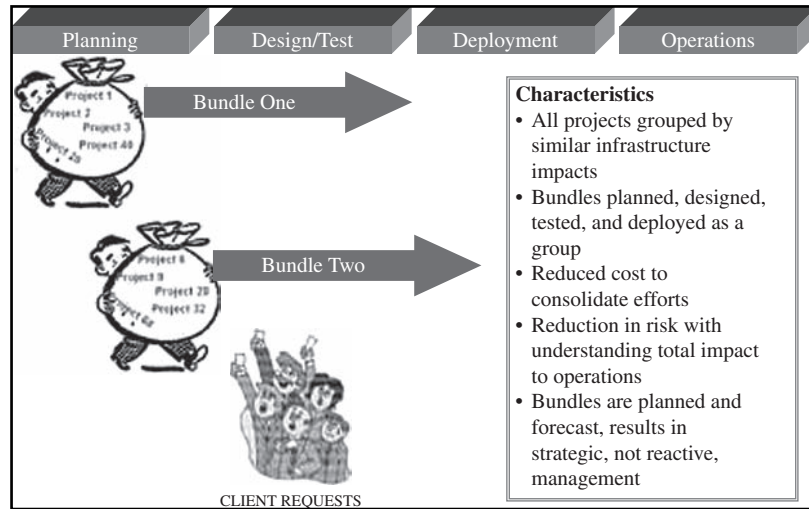 Planning
Design/Test
Deployment
Operations
Project 1
Project 2
Project 3
Project 40
Project 20
Bundle One
Project 8
Project 9
Project 20
Project 32
Bundle Two
CLIENT REQUESTS
Characteristics
• All projects grouped by
similar infrastructure
impacts
• Bundles planned, designed,
tested, and deployed as a
group
• Reduced cost to
consolidate efforts
• Reduction in risk with
understanding total impact
to operations
• Bundles are planned and
forecast, results in
strategic, not reactive,
management